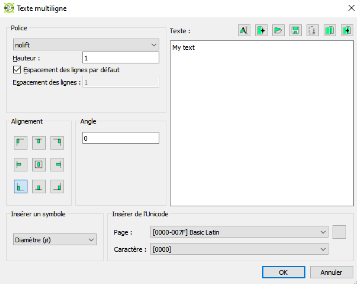 Texte multiligne
Police
nolift
Hauteur :
1
Espacement des lignes par défaut
Espacement des lignes :
1
Alignement
Angle
0
Texte :
My text
Insérer un symbole
Diamètre (ø)
Insérer de l'Unicode
Page :
[0000-007F] Basic Latin
Caractère :
[0000]
OK
Annuler